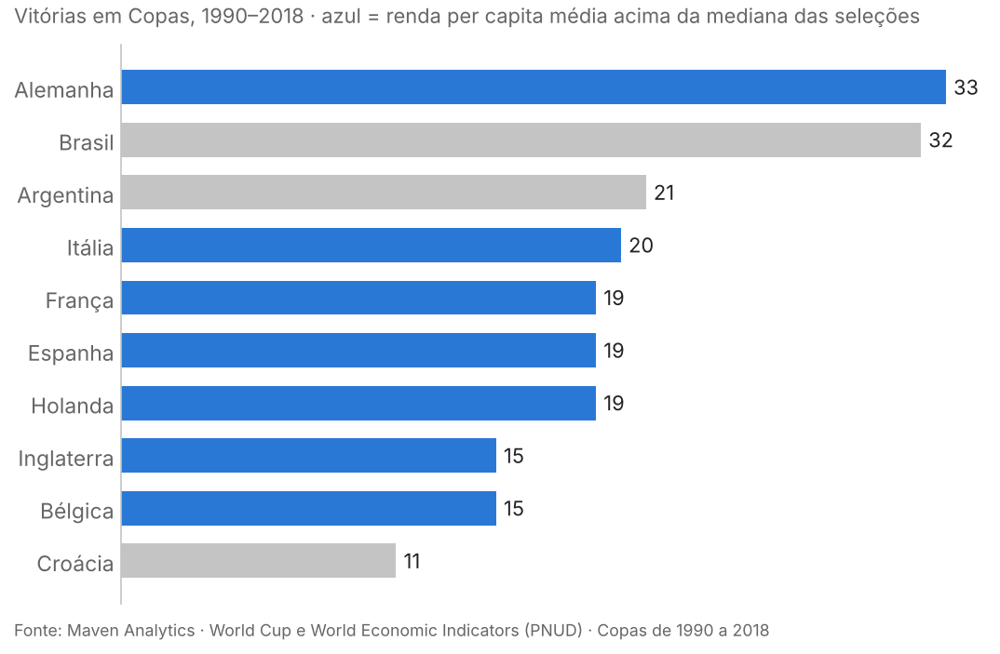 Vitórias em Copas, 1990–2018 · azul = renda per capita média acima da mediana das seleções
Alemanha 33
Brasil 32
Argentina 21
Itália 20
França 19
Espanha 19
Holanda 19
Inglaterra 15
Bélgica 15
Croácia 11
Fonte: Maven Analytics · World Cup e World Economic Indicators (PNUD) · Copas de 1990 a 2018